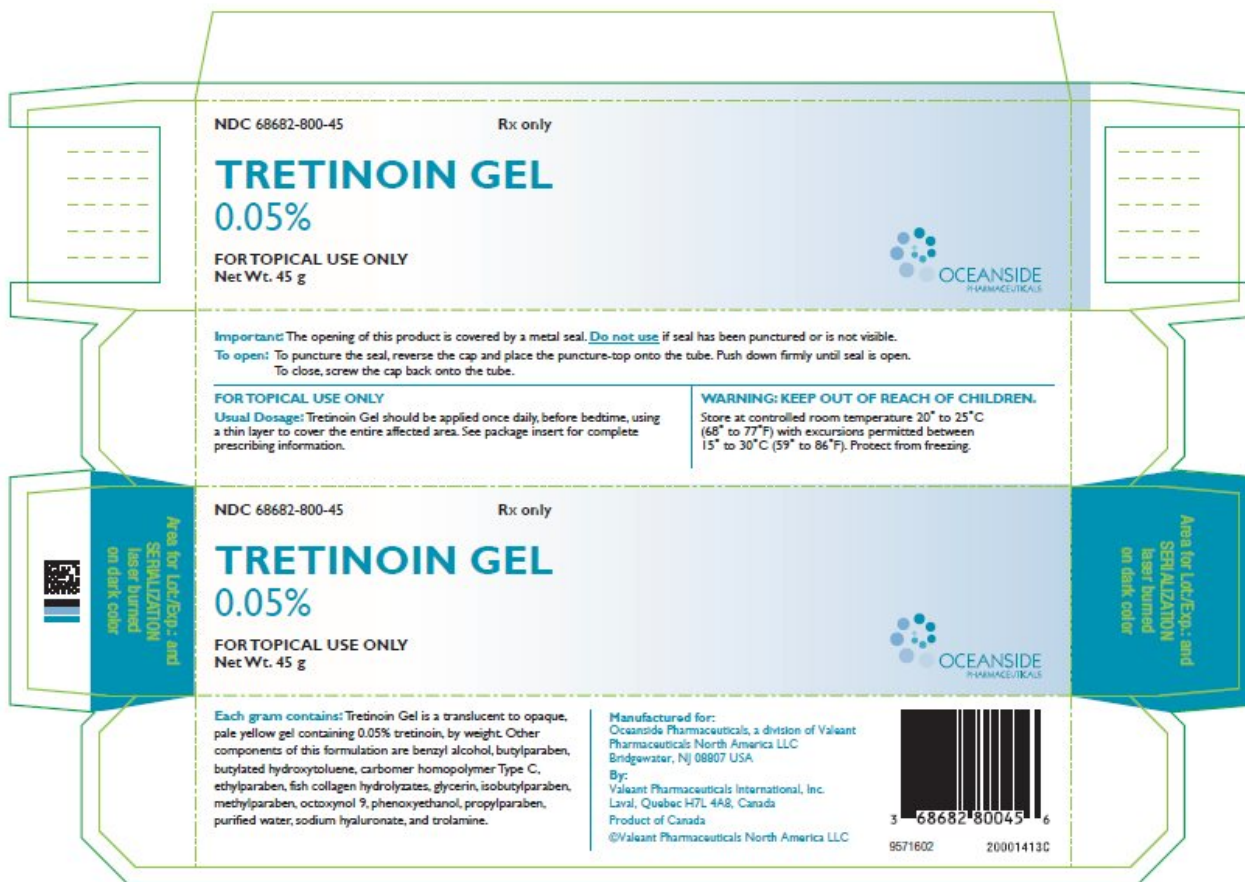 NDC 68682-800-45 Rx only
TRETINOIN GEL
0.05%
FOR TOPICAL USE ONLY
Net Wt. 45 g
OCEANSIDE
PHARMACEUTICALS
Important: The opening of this product is covered by a metal seal. Do not use if seal has been punctured or is not visible.
To open: To puncture the seal, reverse the cap and place the puncture-top onto the tube. Push down firmly until seal is open.
To close, screw the cap back onto the tube.
FOR TOPICAL USE ONLY
Usual Dosage: Tretinoin Gel should be applied once daily, before bedtime, using
a thin layer to cover the entire affected area. See package insert for complete
prescribing information.
WARNING: KEEP OUT OF REACH OF CHILDREN.
Store at controlled room temperature 20˚ to 25˚C
(68˚ to 77˚F) with excursions permitted between
15˚ to 30˚C (59˚ to 86˚F). Protect from freezing.
Area for Lot:/Exp.: and
SERIALIZATION
laser burned
on dark color
NDC 68682-800-45 Rx only
TRETINOIN GEL
0.05%
FOR TOPICAL USE ONLY
Net Wt. 45 g
OCEANSIDE
PHARMACEUTICALS
Area for Lot:/Exp.: and
SERIALIZATION
laser burned
on dark color
Each gram contains: Tretinoin Gel is a translucent to opaque,
pale yellow gel containing 0.05% tretinoin, by weight. Other
components of this formulation are benzyl alcohol, butylparaben,
butylated hydroxytoluene, carbomer homopolymer Type C,
ethylparaben, fish collagen hydrolyzates, glycerin, isobutylparaben,
methylparaben, octoxynol 9, phenoxyethanol, propylparaben,
purified water, sodium hyaluronate, and trolamine.
Manufactured for:
Oceanside Pharmaceuticals, a division of Valeant
Pharmaceuticals North America LLC
Bridgewater, NJ 08807 USA
By:
Valeant Pharmaceuticals International, Inc.
Laval, Quebec H7L 4A8, Canada
Product of Canada
©Valeant Pharmaceuticals North America LLC
3 68682 80045 6
9571602 20001413C